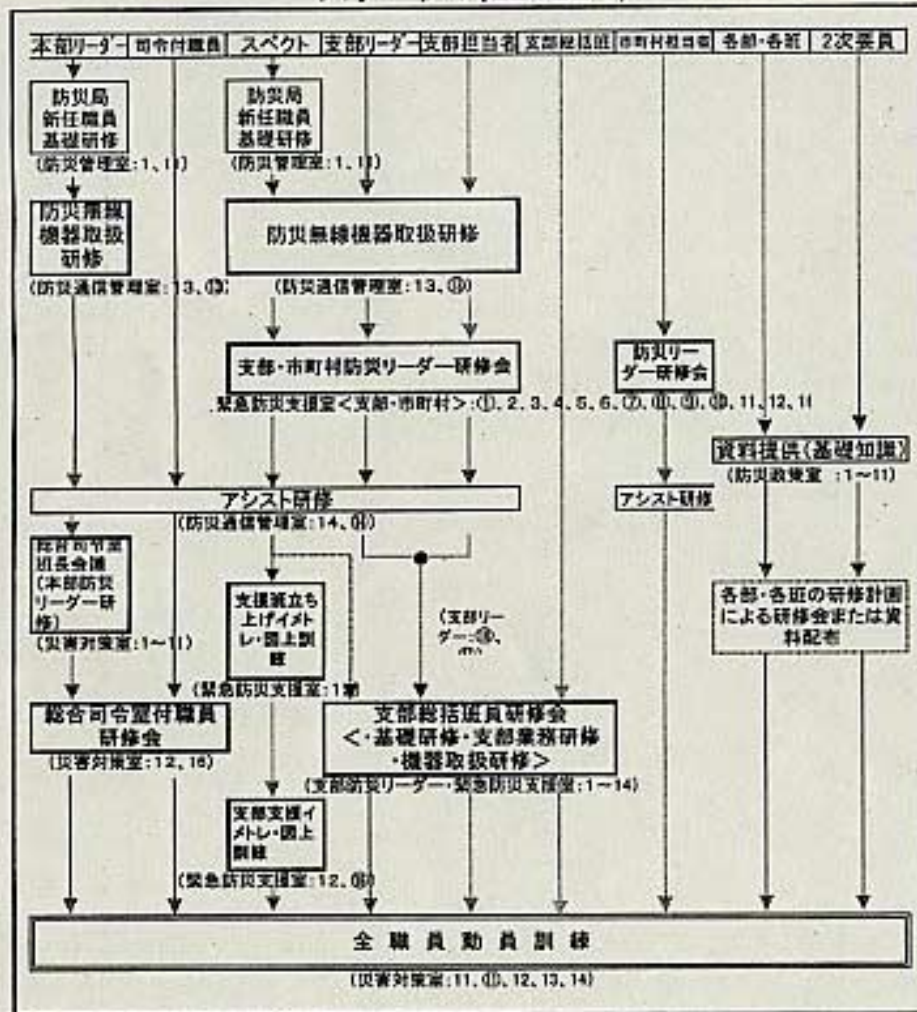 本部リーダー 司令付職員 スペクト 支部リーダー 支部担当者 支部総括班 市町村担当者 各部・各班 2次要員
防災局
新任職員
基礎研修
(防災管理室:1、11)
防災局
新任職員
基礎研修
(防災管理室:1、11)
防災無線
機器取扱
研修
(防災通信管理室:13、⑬)
防災無線機器取扱研修
(防災通信管理室:13、⑬)
支部・市町村防災リーダー研修会
防災リー
ダー研修会
緊急防災支援室<支部・市町村>:①、2、3、4、5、6、⑦、⑧、⑨、⑩、11、12、11
資料提供(基礎知識)
(防災政策室 :1~11)
アシスト研修
(防災通信管理室:14、⑭)
アシスト研修
総合司令室
班長会議
(本部防災
リーダー研
修)
(災害対策室:1~11)
支援班立ち
上げイメト
レ・図上訓
練
(緊急防災支援室:
(支部リー
ダー:
各部・各班の研修計画
による研修会または資
料配布
総合司令室付職員
研修会
(災害対策室:12、16)
支部総括班員研修会
<・基礎研修・支部業務研修
・機器取扱研修>
(支部防災リーダー・緊急防災支援室:1~14)
支部支援イ
メトレ・図上
訓練
(緊急防災支援室:12、
全職員動員訓練
(災害対策室:11、⑪、12、13、14)